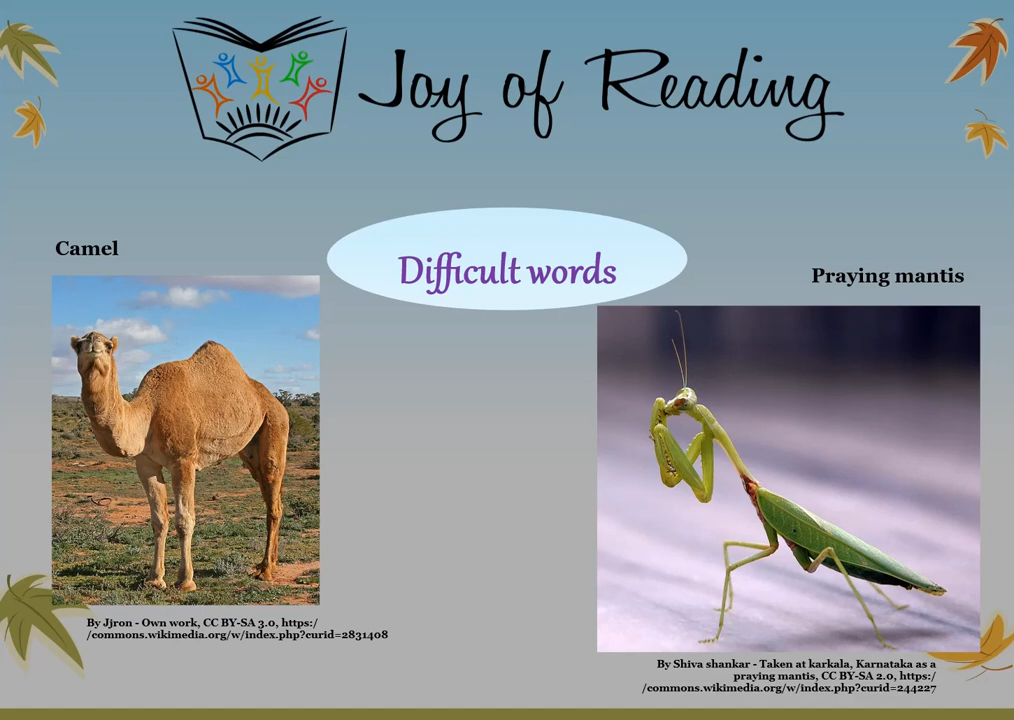 Joy of Reading
Difficult words
Camel
Praying mantis
By Jjron - Own work, CC BY-SA 3.0, https:/
/commons.wikimedia.org/w/index.php?curid=2831408
By Shiva shankar - Taken at karkala, Karnataka as a
praying mantis, CC BY-SA 2.0, https:/
/commons.wikimedia.org/w/index.php?curid=244227